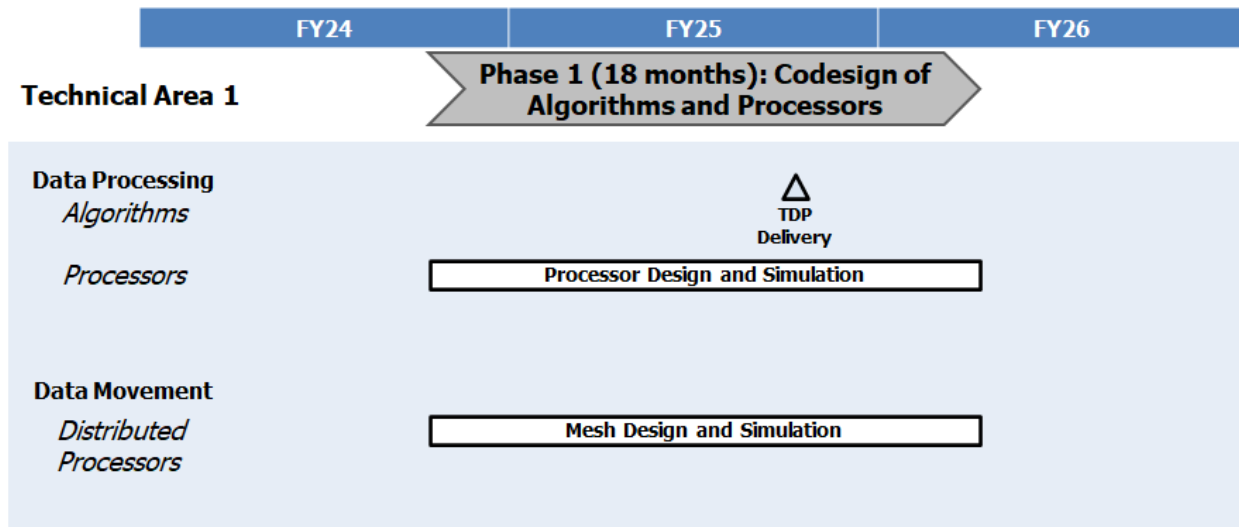 FY24 FY25 FY26
Technical Area 1
Phase 1 (18 months): Codesign of
Algorithms and Processors
Data Processing
Algorithms
TDP
Delivery
Processors
Processor Design and Simulation
Data Movement
Distributed
Processors
Mesh Design and Simulation